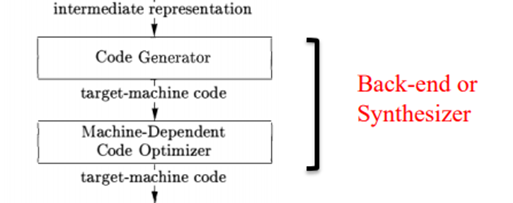 intermediate representation
Code Generator
target-machine code
Machine-Dependent
Code Optimizer
target-machine code
Back-end or
Synthesizer